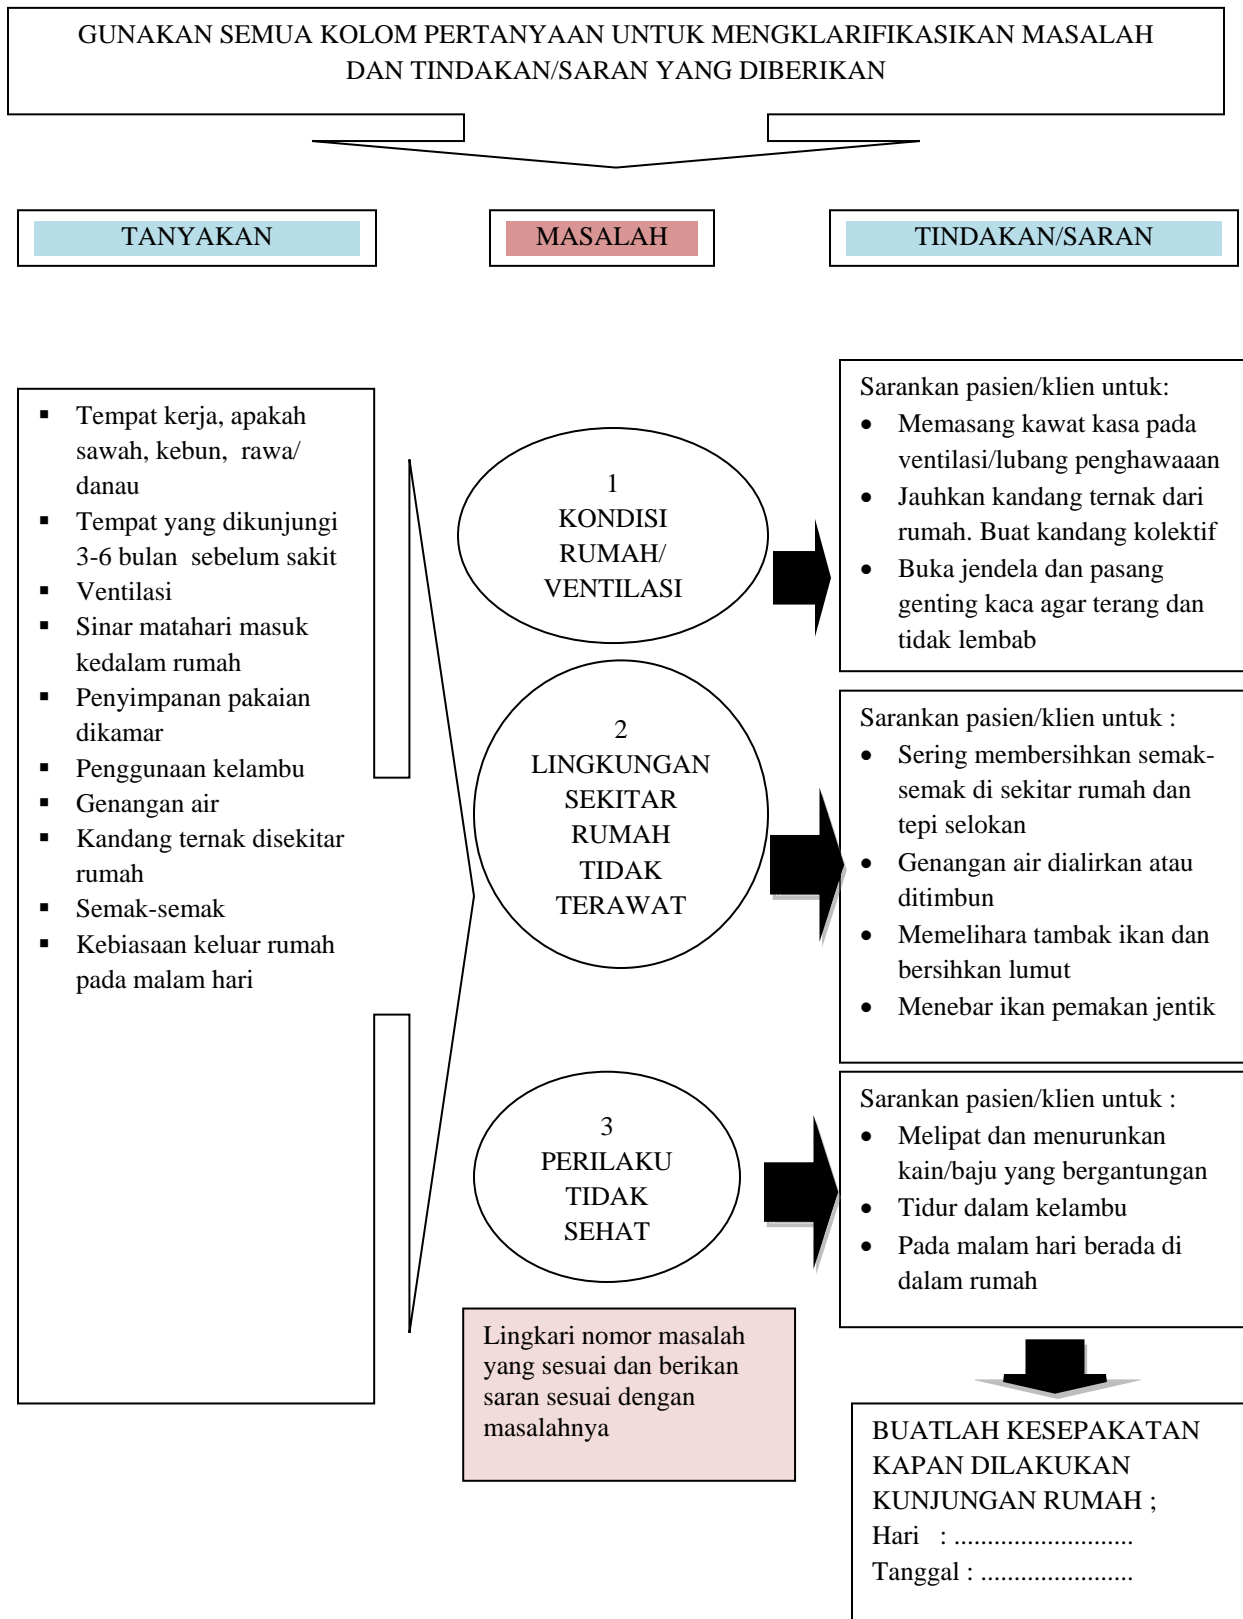 GUNAKAN SEMUA KOLOM PERTANYAAN UNTUK MENGKLARIFIKASIKAN MASALAH
DAN TINDAKAN/SARAN YANG DIBERIKAN
TANYAKAN
MASALAH
TINDAKAN/SARAN
▪ Tempat kerja, apakah
sawah, kebun, rawa/
danau
▪ Tempat yang dikunjungi
3-6 bulan sebelum sakit
▪ Ventilasi
▪ Sinar matahari masuk
kedalam rumah
▪ Penyimpanan pakaian
dikamar
▪ Penggunaan kelambu
▪ Genangan air
▪ Kandang ternak disekitar
rumah
▪ Semak-semak
▪ Kebiasaan keluar rumah
pada malam hari
1
KONDISI
RUMAH/
VENTILASI
2
LINGKUNGAN
SEKITAR
RUMAH
TIDAK
TERAWAT
3
PERILAKU
TIDAK
SEHAT
Lingkari nomor masalah
yang sesuai dan berikan
saran sesuai dengan
masalahnya
Sarankan pasien/klien untuk:
• Memasang kawat kasa pada
ventilasi/lubang penghawaaan
• Jauhkan kandang ternak dari
rumah. Buat kandang kolektif
• Buka jendela dan pasang
genting kaca agar terang dan
tidak lembab
Sarankan pasien/klien untuk :
• Sering membersihkan semak-
semak di sekitar rumah dan
tepi selokan
• Genangan air dialirkan atau
ditimbun
• Memelihara tambak ikan dan
bersihkan lumut
• Menebar ikan pemakan jentik
Sarankan pasien/klien untuk :
• Melipat dan menurunkan
kain/baju yang bergantungan
• Tidur dalam kelambu
• Pada malam hari berada di
dalam rumah
BUATLAH KESEPAKATAN
KAPAN DILAKUKAN
KUNJUNGAN RUMAH ;
Hari : ...........................
Tanggal : .......................